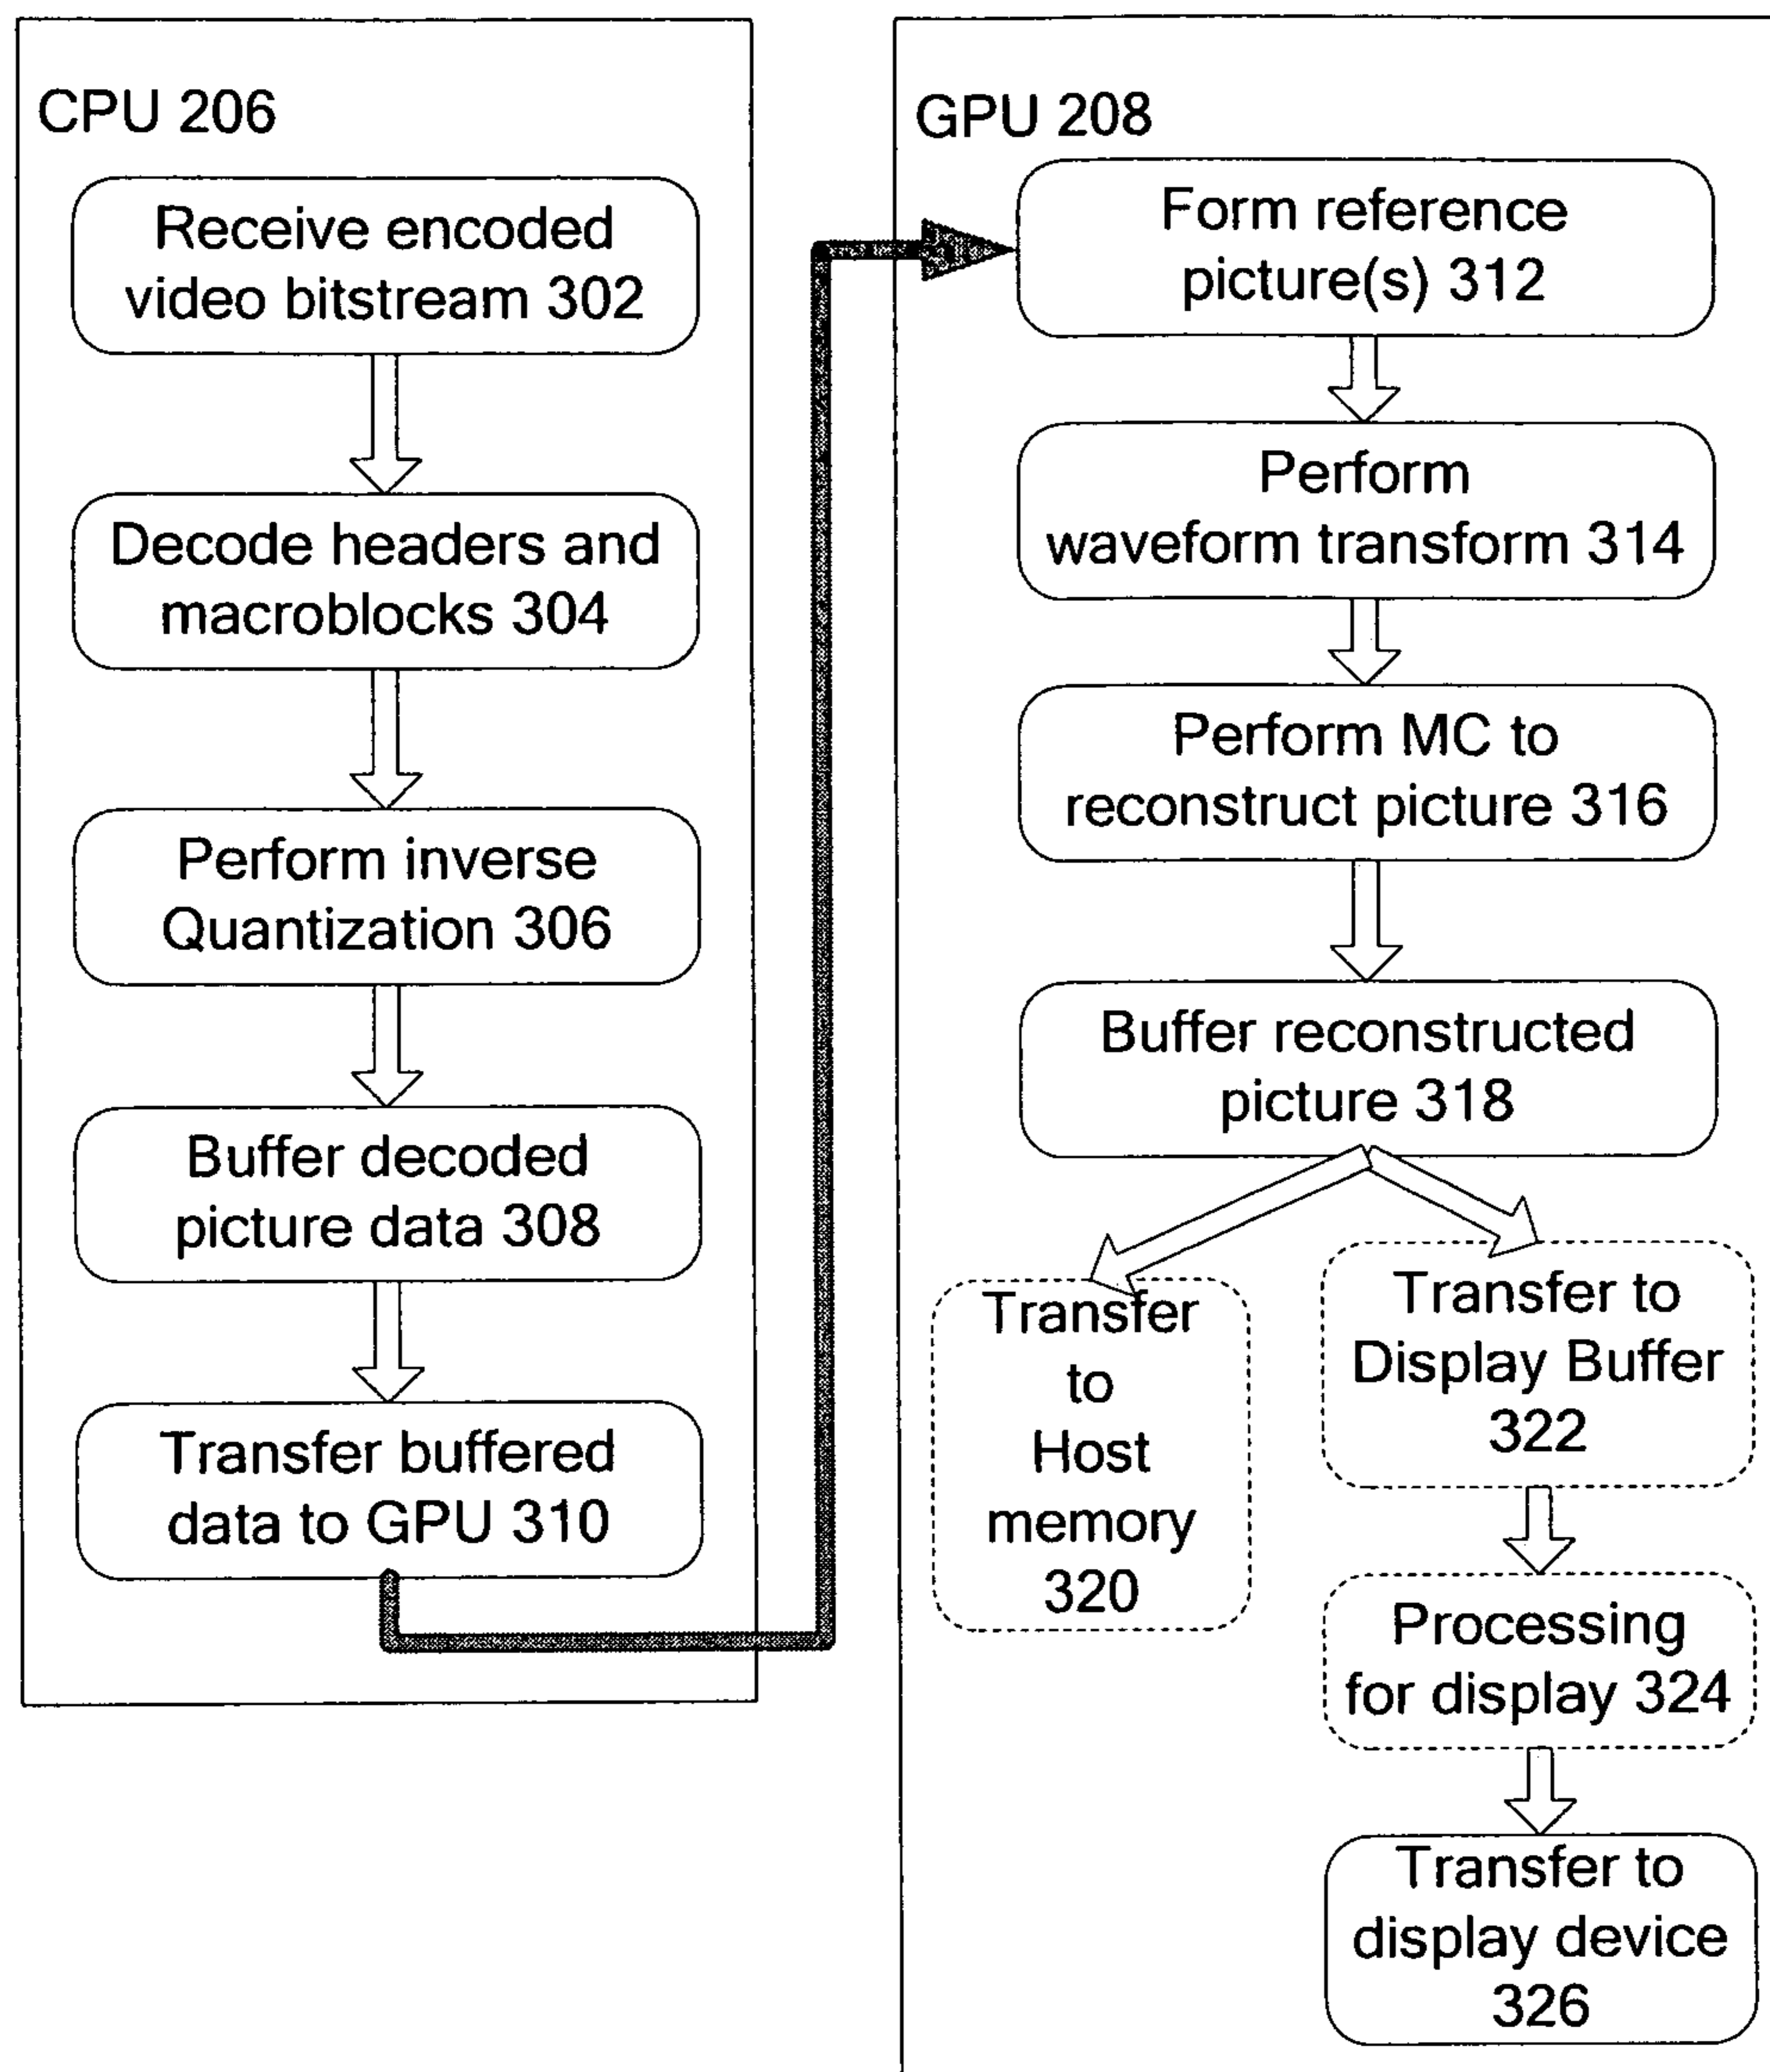 CPU 206
Receive encoded
video bitstream 302
Decode headers and
macroblocks 304
Perform inverse
Quantization 306
Buffer decoded
picture data 308
Transfer buffered
data to GPU 310
GPU 208
Form reference
picture(s) 312
Perform
waveform transform 314
Perform MC to
reconstruct picture 316
Buffer reconstructed
picture 318
Transfer
to
Host
memory
320
Transfer to
Display Buffer
322
Processing
for display 324
Transfer to
display device
326